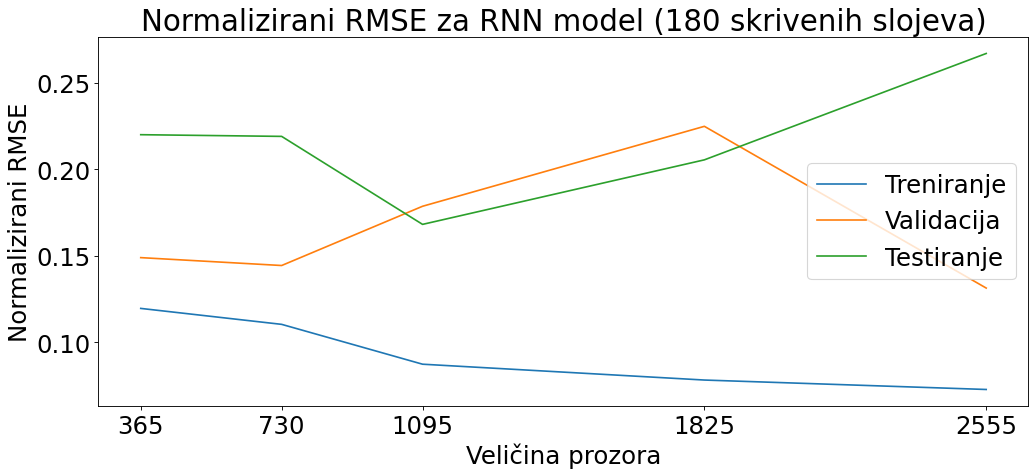 Normalizirani RMSE za RNN model (180 skrivenih slojeva)
Normalizirani RMSE
0.25
0.20
0.15
0.10
Treniranje
Validacija
Testiranje
365 730 1095 1825 2555
Veličina prozora